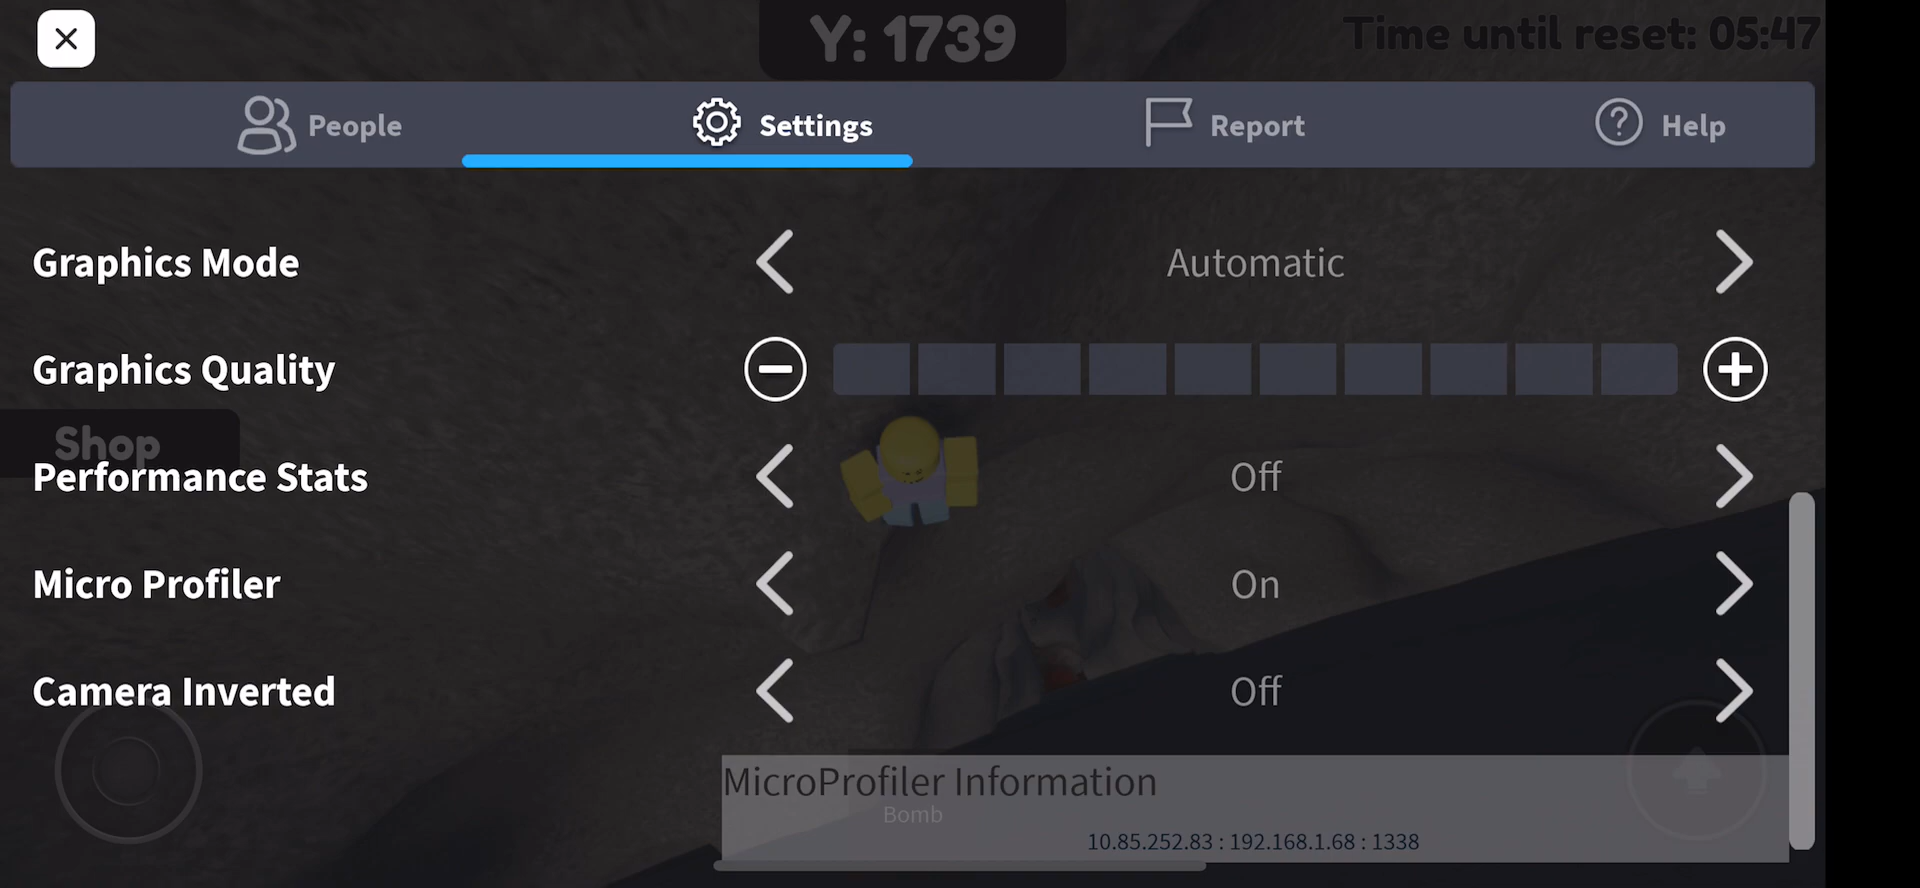 Y: 1739
Time until reset: 05:47
People
Settings
Report
Help
Graphics Mode
Automatic
Graphics Quality
Shop
Performance Stats
Off
Micro Profiler
On
Camera Inverted
Off
MicroProfiler Information
Bomb
10.85.252.83 : 192.168.1.68 : 1338